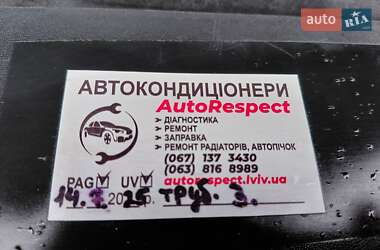 auto RIA
АВТОКОНДИЦІОНЕРИ
AutoRespect
> ДІАГНОСТИКА
> РЕМОНТ
> ЗАПРАВКА
> РЕМОНТ РАДІАТОРІВ, АВТОПІЧОК
(067) 137 3430
(063) 816 8989
PAG UV autorespect.lviv.ua